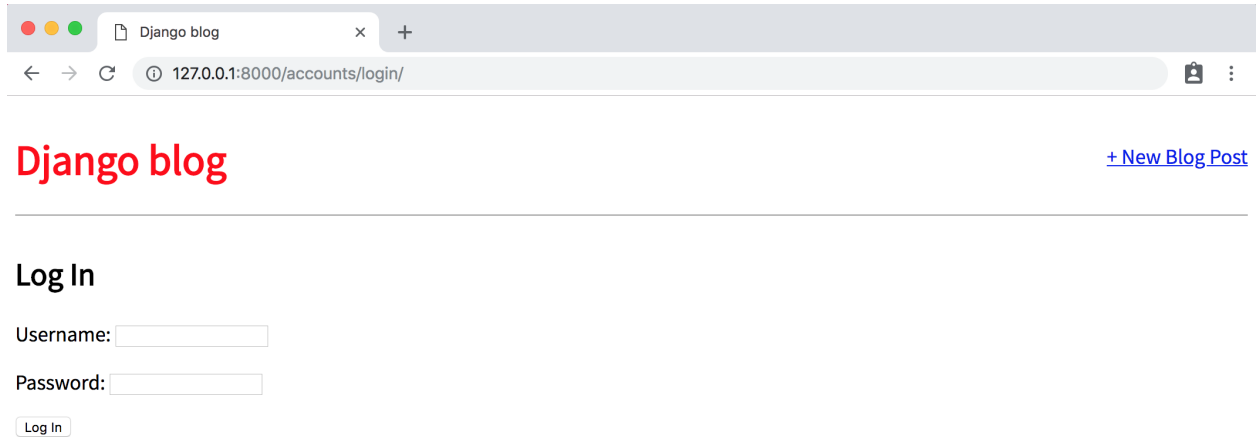 Django blog
127.0.0.1:8000/accounts/login/
Django blog
+ New Blog Post
Log In
Username:
Password:
Log In